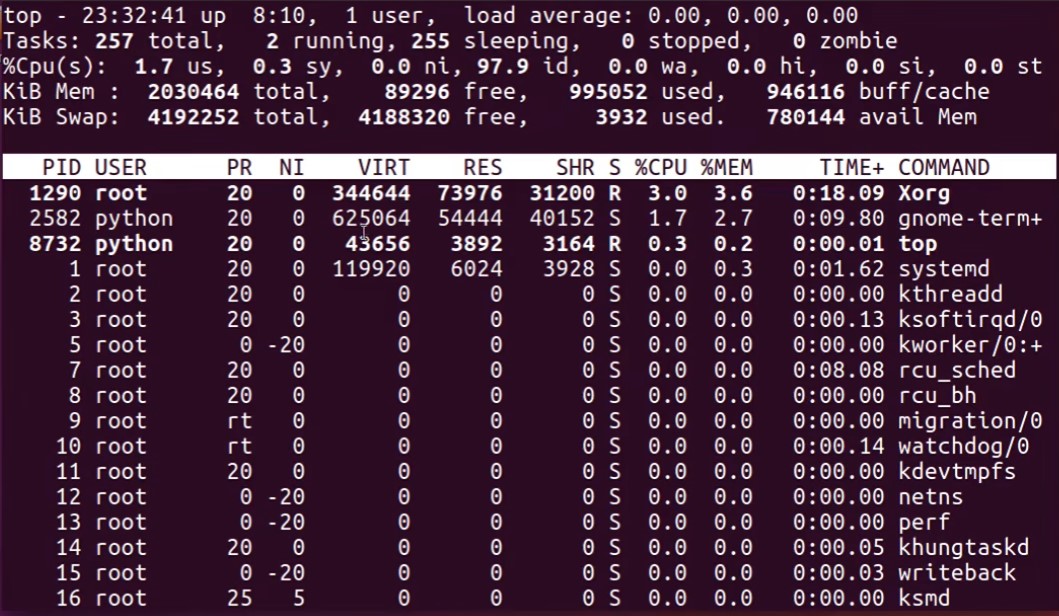 top - 23:32:41 up  8:10,  1 user,  load average: 0.00, 0.00, 0.00
Tasks: 257 total,   2 running, 255 sleeping,   0 stopped,   0 zombie
%Cpu(s):  1.7 us,  0.3 sy,  0.0 ni, 97.9 id,  0.0 wa,  0.0 hi,  0.0 si,  0.0 st
KiB Mem :  2030464 total,    89296 free,   995052 used,   946116 buff/cache
KiB Swap:  4192252 total,  4188320 free,     3932 used.   780144 avail Mem
PID USER      PR  NI    VIRT    RES    SHR S %CPU %MEM     TIME+ COMMAND
1290 root      20   0  344644  73976  31200 R  3.0  3.6   0:18.09 Xorg
2582 python    20   0  625064  54444  40152 S  1.7  2.7   0:09.80 gnome-term+
8732 python    20   0   43656   3892   3164 R  0.3  0.2   0:00.01 top
1 root      20   0  119920   6024   3928 S  0.0  0.3   0:01.62 systemd
2 root      20   0       0      0      0 S  0.0  0.0   0:00.00 kthreadd
3 root      20   0       0      0      0 S  0.0  0.0   0:00.13 ksoftirqd/0
5 root       0 -20       0      0      0 S  0.0  0.0   0:00.00 kworker/0:+
7 root      20   0       0      0      0 S  0.0  0.0   0:08.08 rcu_sched
8 root      20   0       0      0      0 S  0.0  0.0   0:00.00 rcu_bh
9 root      rt   0       0      0      0 S  0.0  0.0   0:00.00 migration/0
10 root      rt   0       0      0      0 S  0.0  0.0   0:00.14 watchdog/0
11 root      20   0       0      0      0 S  0.0  0.0   0:00.00 kdevtmpfs
12 root       0 -20       0      0      0 S  0.0  0.0   0:00.00 netns
13 root       0 -20       0      0      0 S  0.0  0.0   0:00.00 perf
14 root      20   0       0      0      0 S  0.0  0.0   0:00.05 khungtaskd
15 root       0 -20       0      0      0 S  0.0  0.0   0:00.03 writeback
16 root      25   5       0      0      0 S  0.0  0.0   0:00.00 ksmd